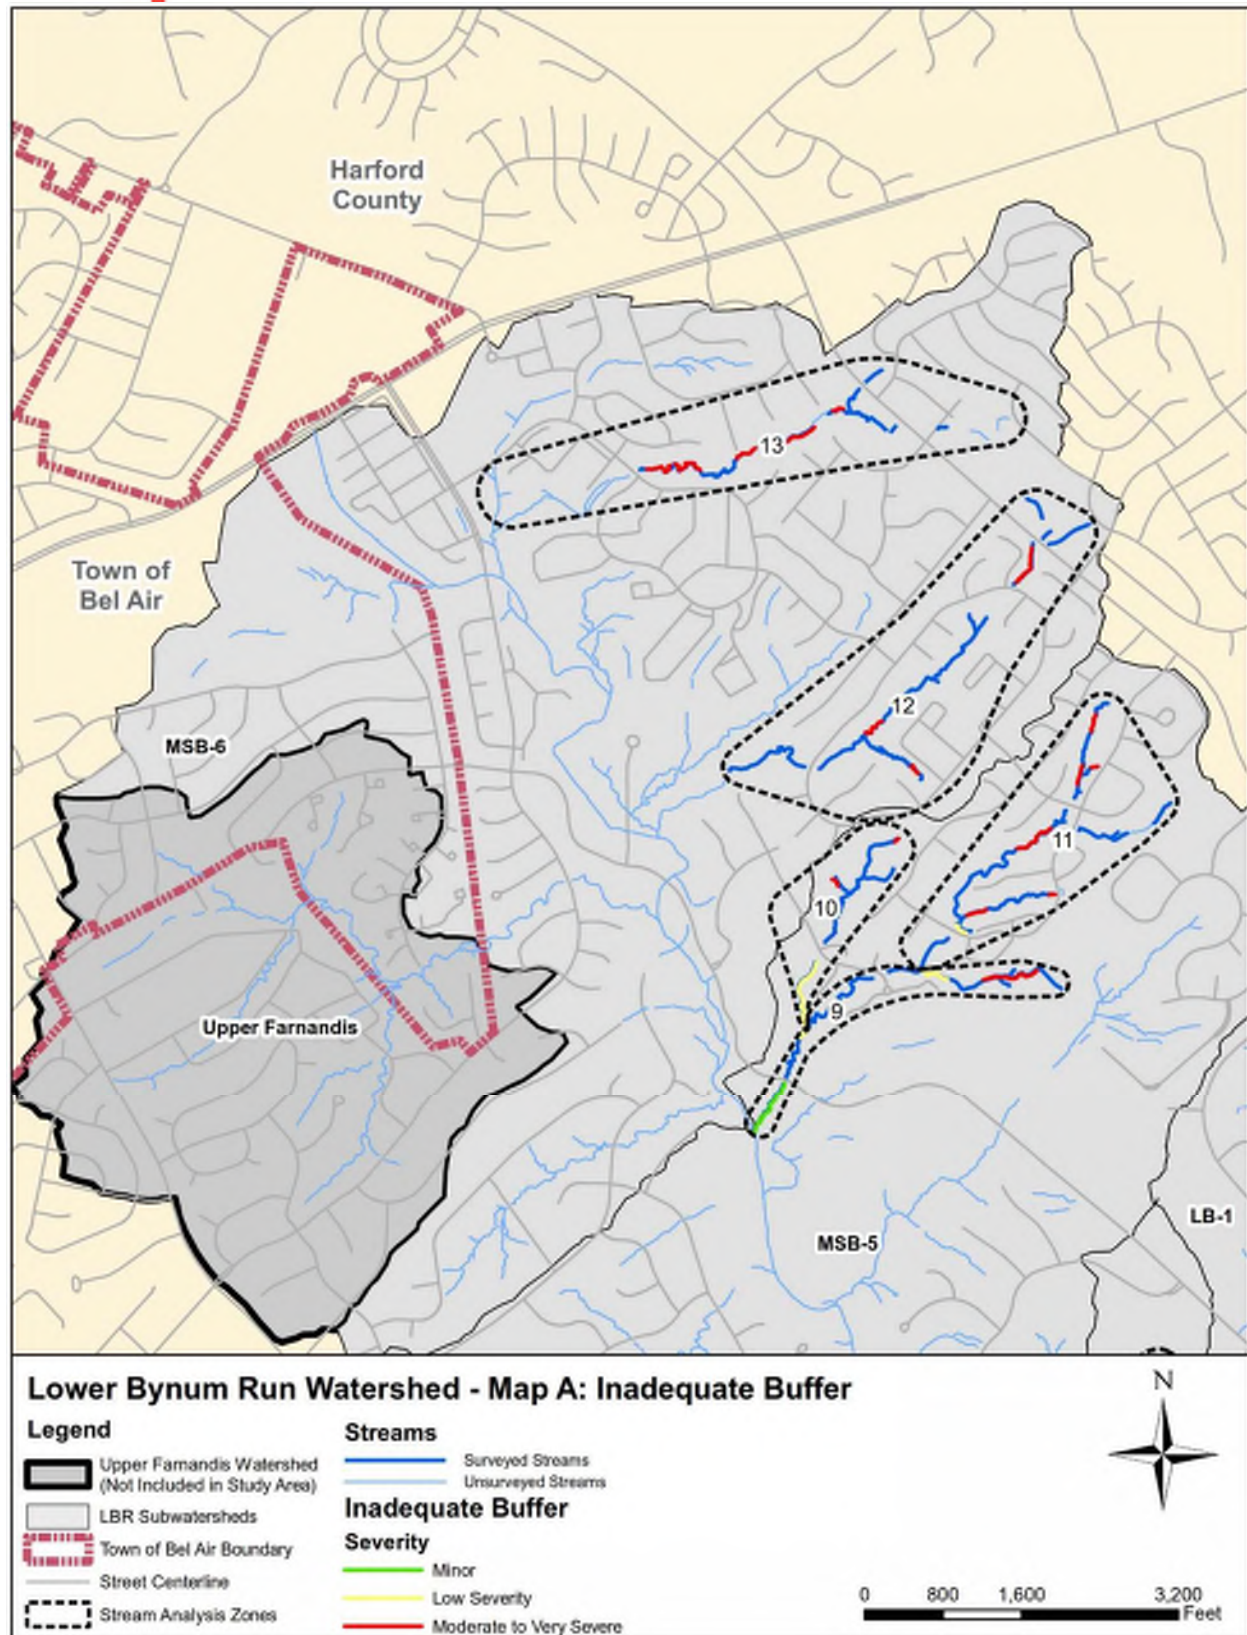 Harford
County
13
Town of
Bel Air
12
MSB-6
11
10
9
Upper Farnandis
LB-1
MSB-5
Lower Bynum Run Watershed - Map A: Inadequate Buffer
N
Legend
Upper Farnandis Watershed
(Not Included in Study Area)
LBR Subwatersheds
Town of Bel Air Boundary
Street Centerline
Stream Analysis Zones
Streams
Surveyed Streams
Unsurveyed Streams
Inadequate Buffer
Severity
Minor
Low Severity
Moderate to Very Severe
0 800 1,600 3,200
Feet